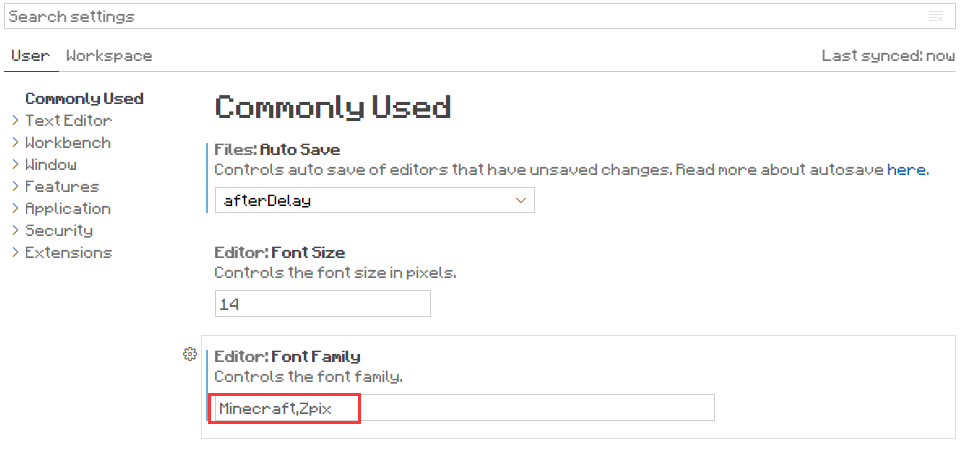 Search settings
User Workspace Last synced: now
Commonly Used
Text Editor
Workbench
Window
Features
Application
Security
Extensions
Commonly Used
Files: Auto Save
Controls auto save of editors that have unsaved changes. Read more about autosave here.
afterDelay
Editor: Font Size
Controls the font size in pixels.
14
Editor: Font Family
Controls the font family.
Minecraft,Zpix